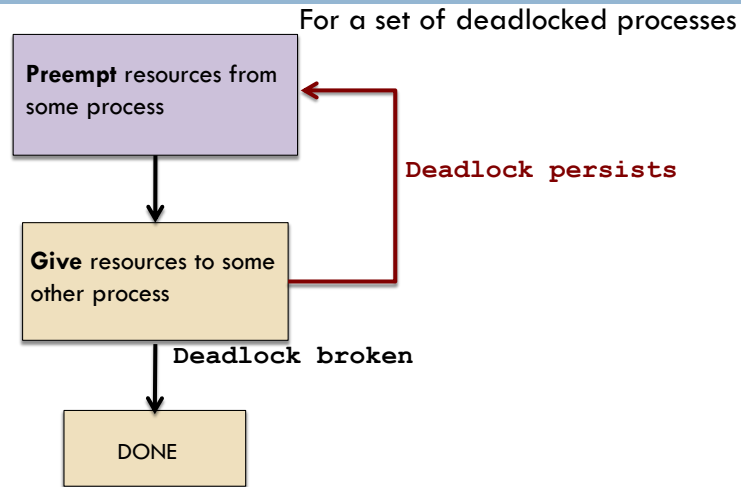 For a set of deadlocked processes
Preempt resources from
some process
Deadlock persists
Give resources to some
other process
Deadlock broken
DONE